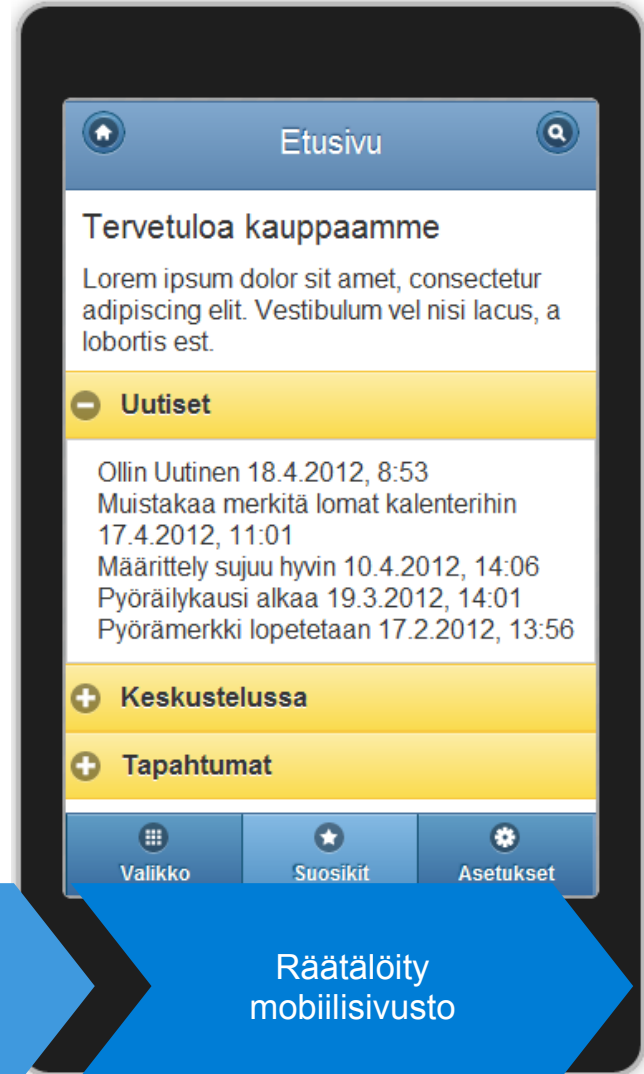 Etusivu
Tervetuloa kauppaamme
Lorem ipsum dolor sit amet, consectetur
adipiscing elit. Vestibulum vel nisi lacus, a
lobortis est.
Uutiset
Ollin Uutinen 18.4.2012, 8:53
Muistakaa merkitä lomat kalenterihin
17.4.2012, 11:01
Määrittely sujuu hyvin 10.4.2012, 14:06
Pyöräilykausi alkaa 19.3.2012, 14:01
Pyörämerkki lopetetaan 17.2.2012, 13:56
Keskustelussa
Tapahtumat
Valikko Suosikit Asetukset
Räätälöity
mobiilisivusto